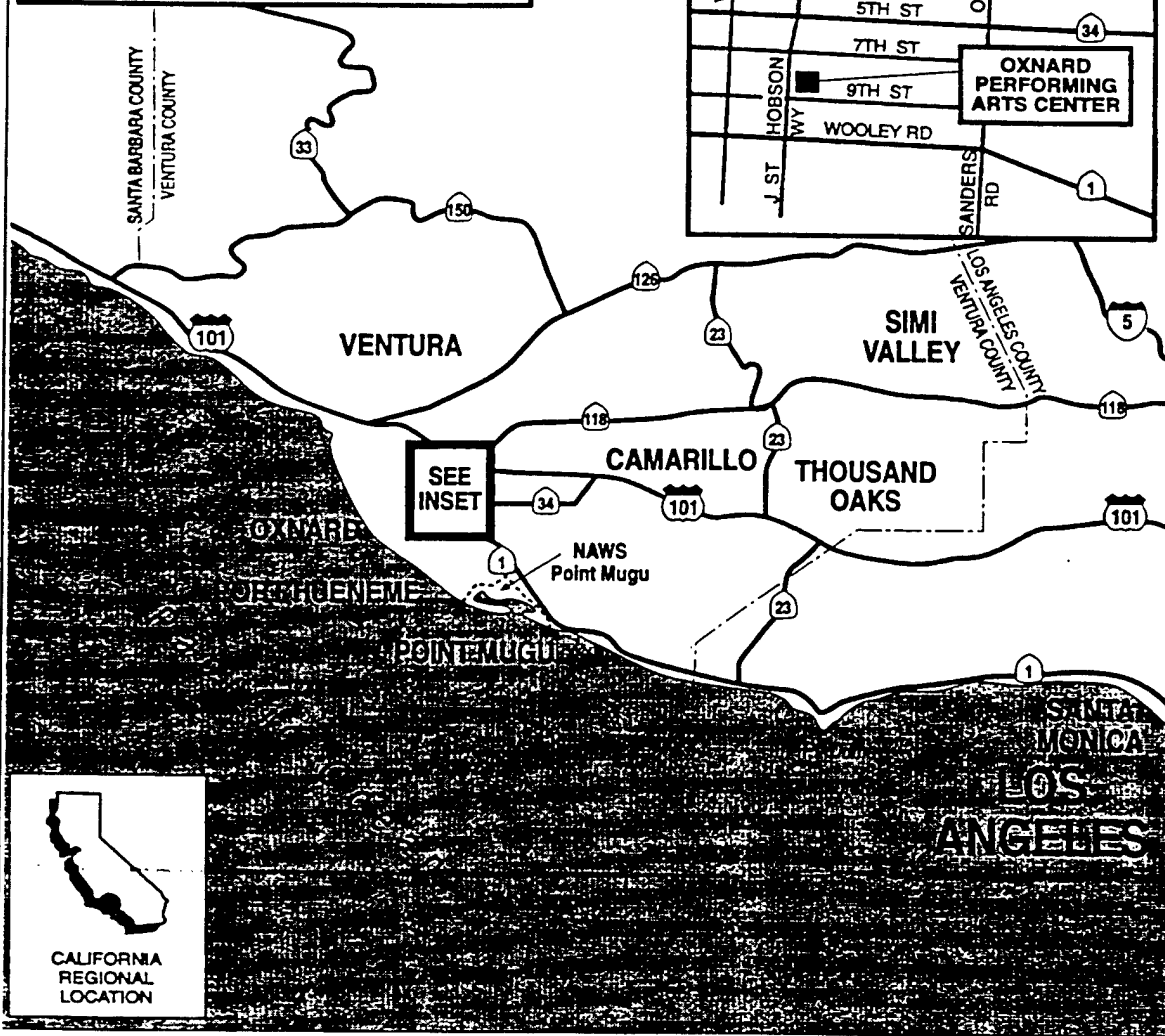 5TH ST
34
7TH ST
OXNARD
PERFORMING
ARTS CENTER
HOBSON
WY
9TH ST
WOOLEY RD
J ST
SANDERS
RD
1
SANTA BARBARA COUNTY
VENTURA COUNTY
33
150
126
LOS ANGELES COUNTY
VENTURA COUNTY
101
VENTURA
23
SIMI
VALLEY
5
118
118
23
SEE
INSET
CAMARILLO
THOUSAND
OAKS
34
101
101
OXNARD
1
NAWS
Point Mugu
PORT HUENEME
23
POINT MUGU
1
SANTA
MONICA
LOS
ANGELES
CALIFORNIA
REGIONAL
LOCATION